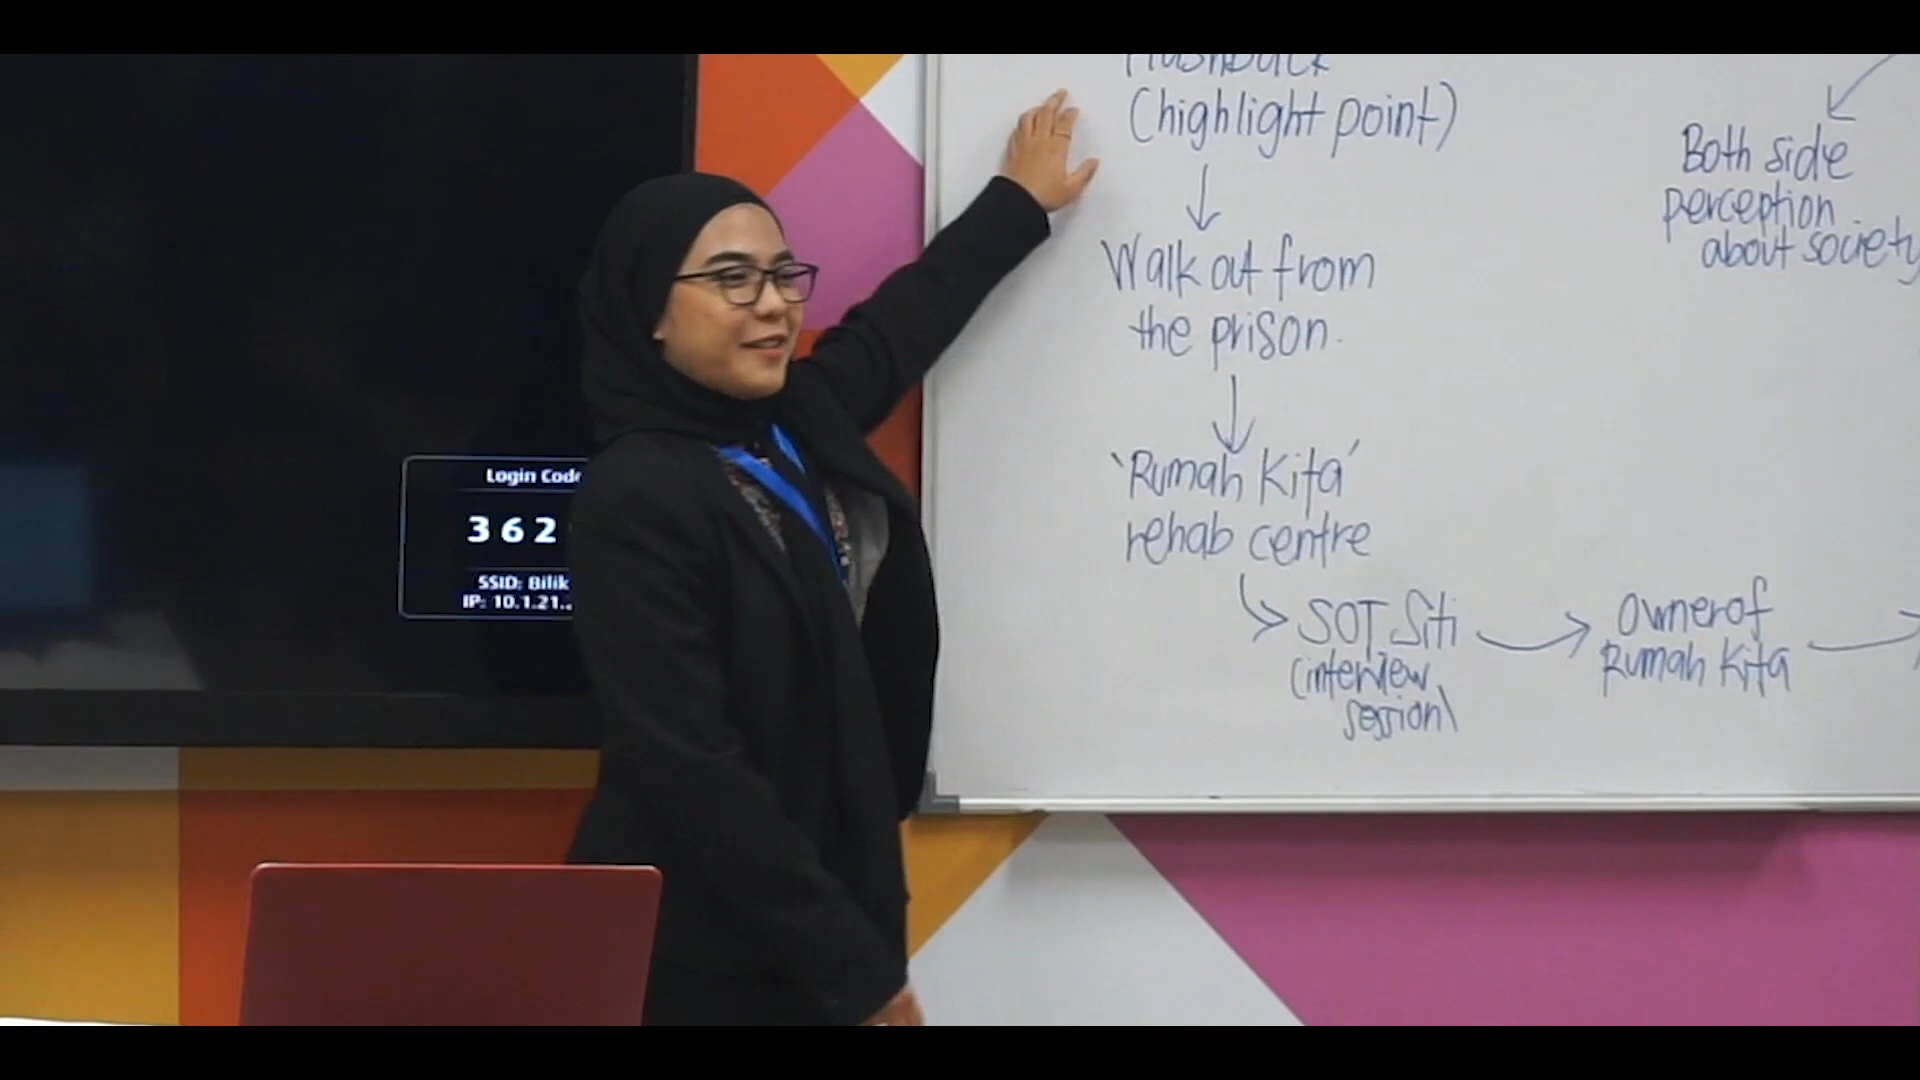 Flashback
(highlight point)
Walk out from
the prison.
'Rumah Kita'
rehab centre
SOT Siti
(interview
session)
Owner of
Rumah Kita
Both side
perception
about society
Login Code
362
SSID: Bilik
IP: 10.1.21..